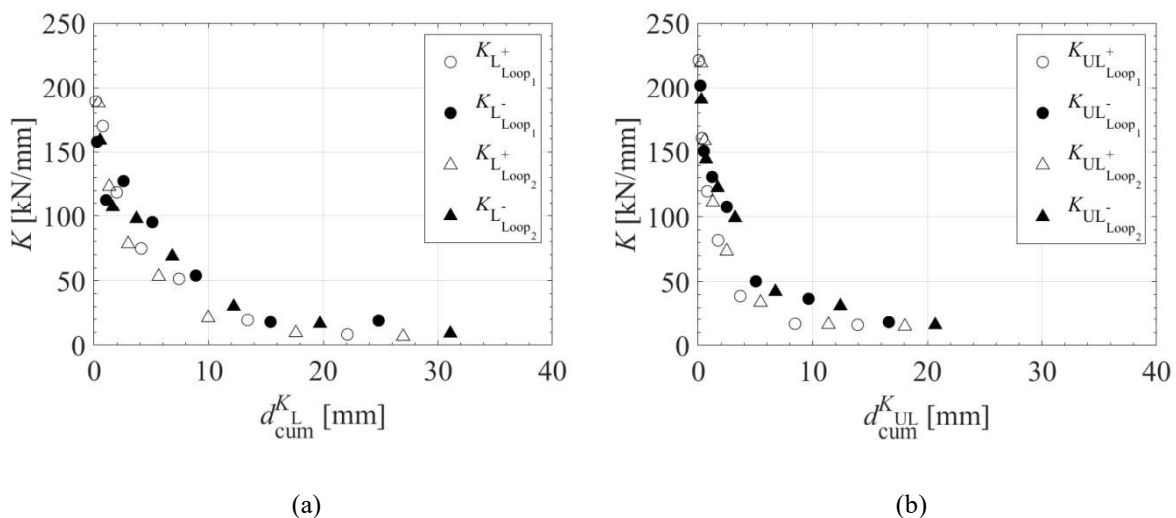 250
200
150
100
50
0
K [kN/mm]
0 10 20 30 40
d_cum^{K_L} [mm]
K_L^+ Loop_1
K_L^- Loop_1
K_L^+ Loop_2
K_L^- Loop_2
(a)
250
200
150
100
50
0
K [kN/mm]
0 10 20 30 40
d_cum^{K_UL} [mm]
K_UL^+ Loop_1
K_UL^- Loop_1
K_UL^+ Loop_2
K_UL^- Loop_2
(b)